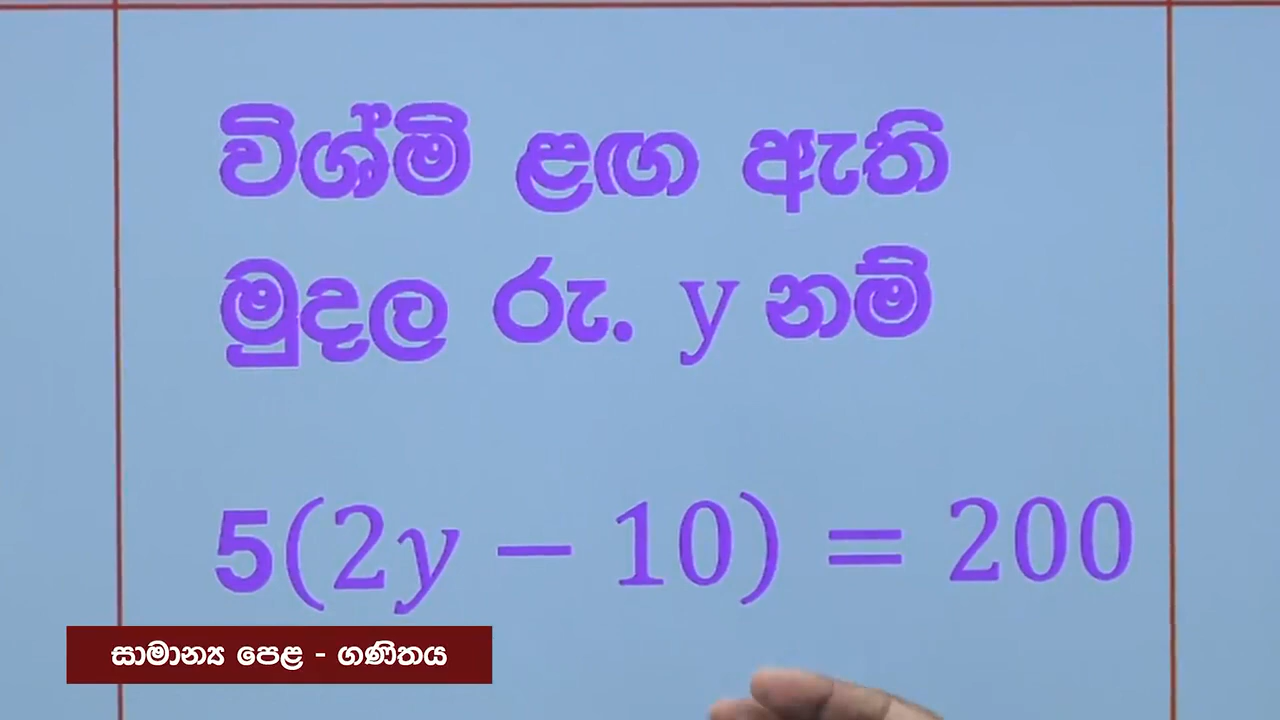 විශ්මි ළඟ ඇති
මුදල රු. y නම්
5(2y − 10) = 200
සාමාන්‍ය පෙළ - ගණිතය